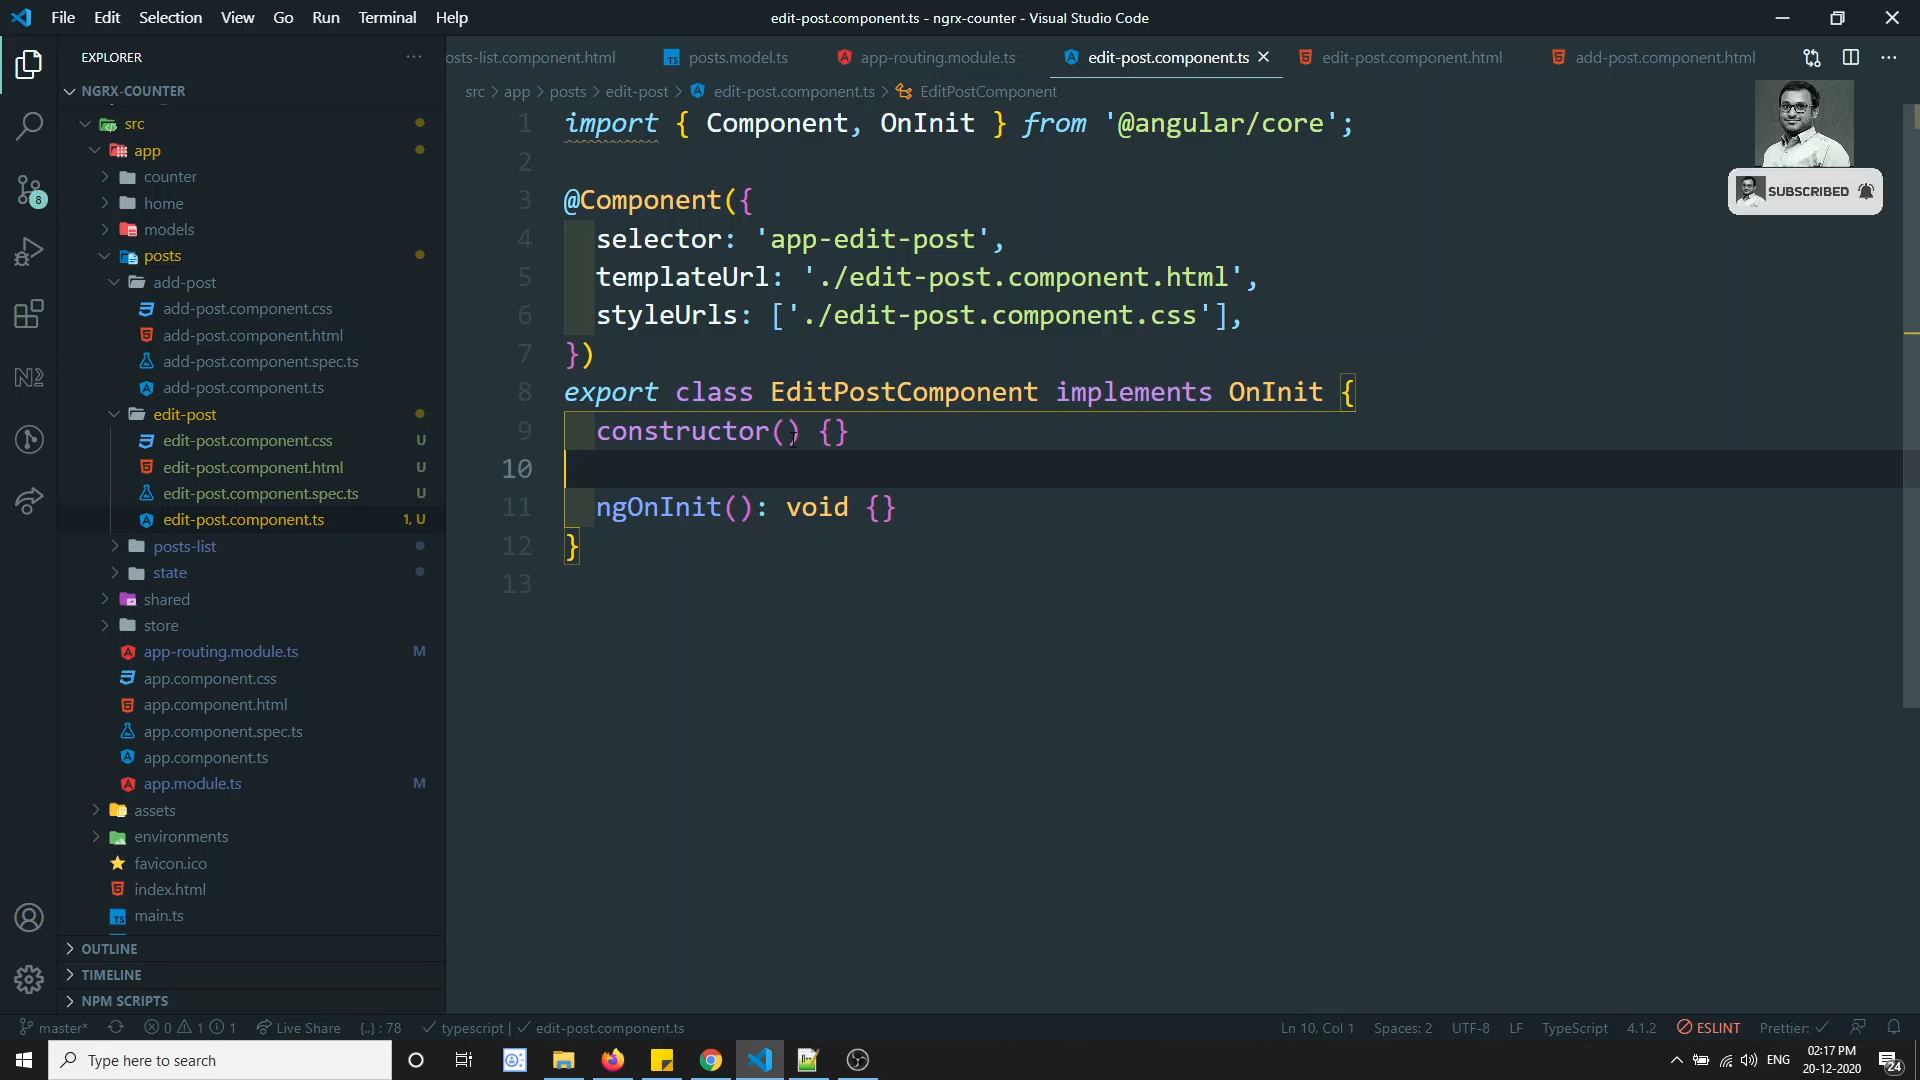 File Edit Selection View Go Run Terminal Help
edit-post.component.ts - ngrx-counter - Visual Studio Code
EXPLORER
osts-list.component.html posts.model.ts app-routing.module.ts edit-post.component.ts edit-post.component.html add-post.component.html
src > app > posts > edit-post > edit-post.component.ts > EditPostComponent
NGRX-COUNTER
src
app
counter
home
models
posts
add-post
add-post.component.css
add-post.component.html
add-post.component.spec.ts
add-post.component.ts
edit-post
edit-post.component.css U
edit-post.component.html U
edit-post.component.spec.ts U
edit-post.component.ts 1, U
posts-list
state
shared
store
app-routing.module.ts M
app.component.css
app.component.html
app.component.spec.ts
app.component.ts
app.module.ts M
assets
environments
favicon.ico
index.html
TS main.ts
OUTLINE
TIMELINE
NPM SCRIPTS
8
1 import { Component, OnInit } from '@angular/core';
2
3 @Component({
4 selector: 'app-edit-post',
5 templateUrl: './edit-post.component.html',
6 styleUrls: ['./edit-post.component.css'],
7 })
8 export class EditPostComponent implements OnInit {
9 constructor() {}
10
11 ngOnInit(): void {}
12 }
13
SUBSCRIBED
master* 0 1 1 Live Share {..} : 78 typescript | edit-post.component.ts
Ln 10, Col 1 Spaces: 2 UTF-8 LF TypeScript 4.1.2 ESLINT Prettier:
Type here to search
ENG
02:17 PM
20-12-2020
24